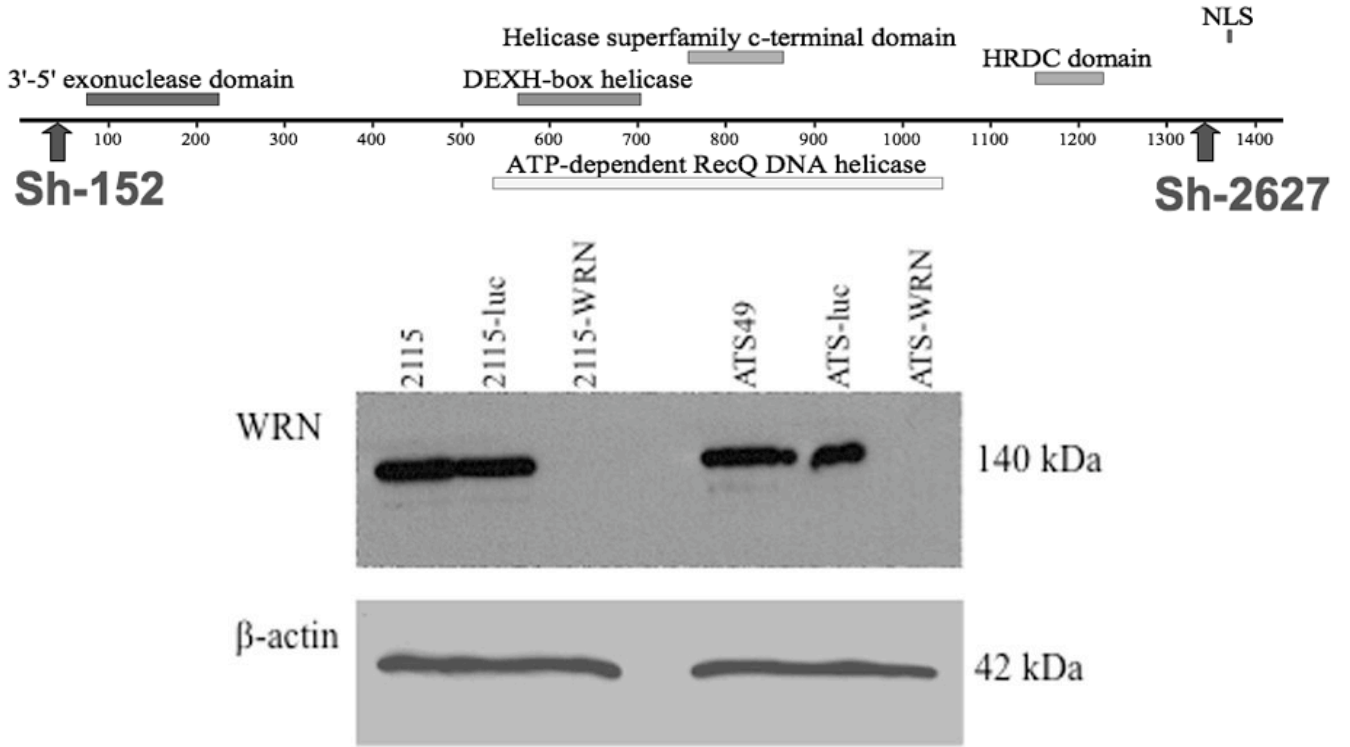 NLS
Helicase superfamily c-terminal domain
HRDC domain
3'-5' exonuclease domain
DEXH-box helicase
100 200 300 400 500 600 700 800 900 1000 1100 1200 1300 1400
ATP-dependent RecQ DNA helicase
Sh-152
Sh-2627
2115
2115-luc
2115-WRN
ATS49
ATS-luc
ATS-WRN
WRN
140 kDa
β-actin
42 kDa